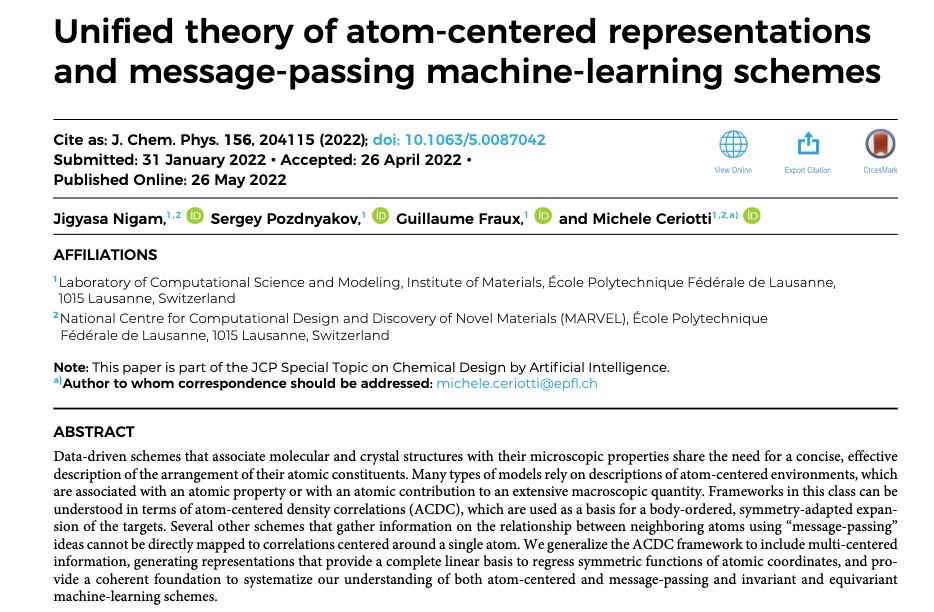 Unified theory of atom-centered representations
and message-passing machine-learning schemes
Cite as: J. Chem. Phys. 156, 204115 (2022); doi: 10.1063/5.0087042
Submitted: 31 January 2022 • Accepted: 26 April 2022 •
Published Online: 26 May 2022
View Online
Export Citation
CrossMark
Jigyasa Nigam,1,2 iD Sergey Pozdnyakov,1 iD Guillaume Fraux,1 iD and Michele Ceriotti1,2,a) iD
AFFILIATIONS
1Laboratory of Computational Science and Modeling, Institute of Materials, École Polytechnique Fédérale de Lausanne,
1015 Lausanne, Switzerland
2National Centre for Computational Design and Discovery of Novel Materials (MARVEL), École Polytechnique
Fédérale de Lausanne, 1015 Lausanne, Switzerland
Note: This paper is part of the JCP Special Topic on Chemical Design by Artificial Intelligence.
a)Author to whom correspondence should be addressed: michele.ceriotti@epfl.ch
ABSTRACT
Data-driven schemes that associate molecular and crystal structures with their microscopic properties share the need for a concise, effective
description of the arrangement of their atomic constituents. Many types of models rely on descriptions of atom-centered environments, which
are associated with an atomic property or with an atomic contribution to an extensive macroscopic quantity. Frameworks in this class can be
understood in terms of atom-centered density correlations (ACDC), which are used as a basis for a body-ordered, symmetry-adapted expan-
sion of the targets. Several other schemes that gather information on the relationship between neighboring atoms using “message-passing”
ideas cannot be directly mapped to correlations centered around a single atom. We generalize the ACDC framework to include multi-centered
information, generating representations that provide a complete linear basis to regress symmetric functions of atomic coordinates, and pro-
vide a coherent foundation to systematize our understanding of both atom-centered and message-passing and invariant and equivariant
machine-learning schemes.